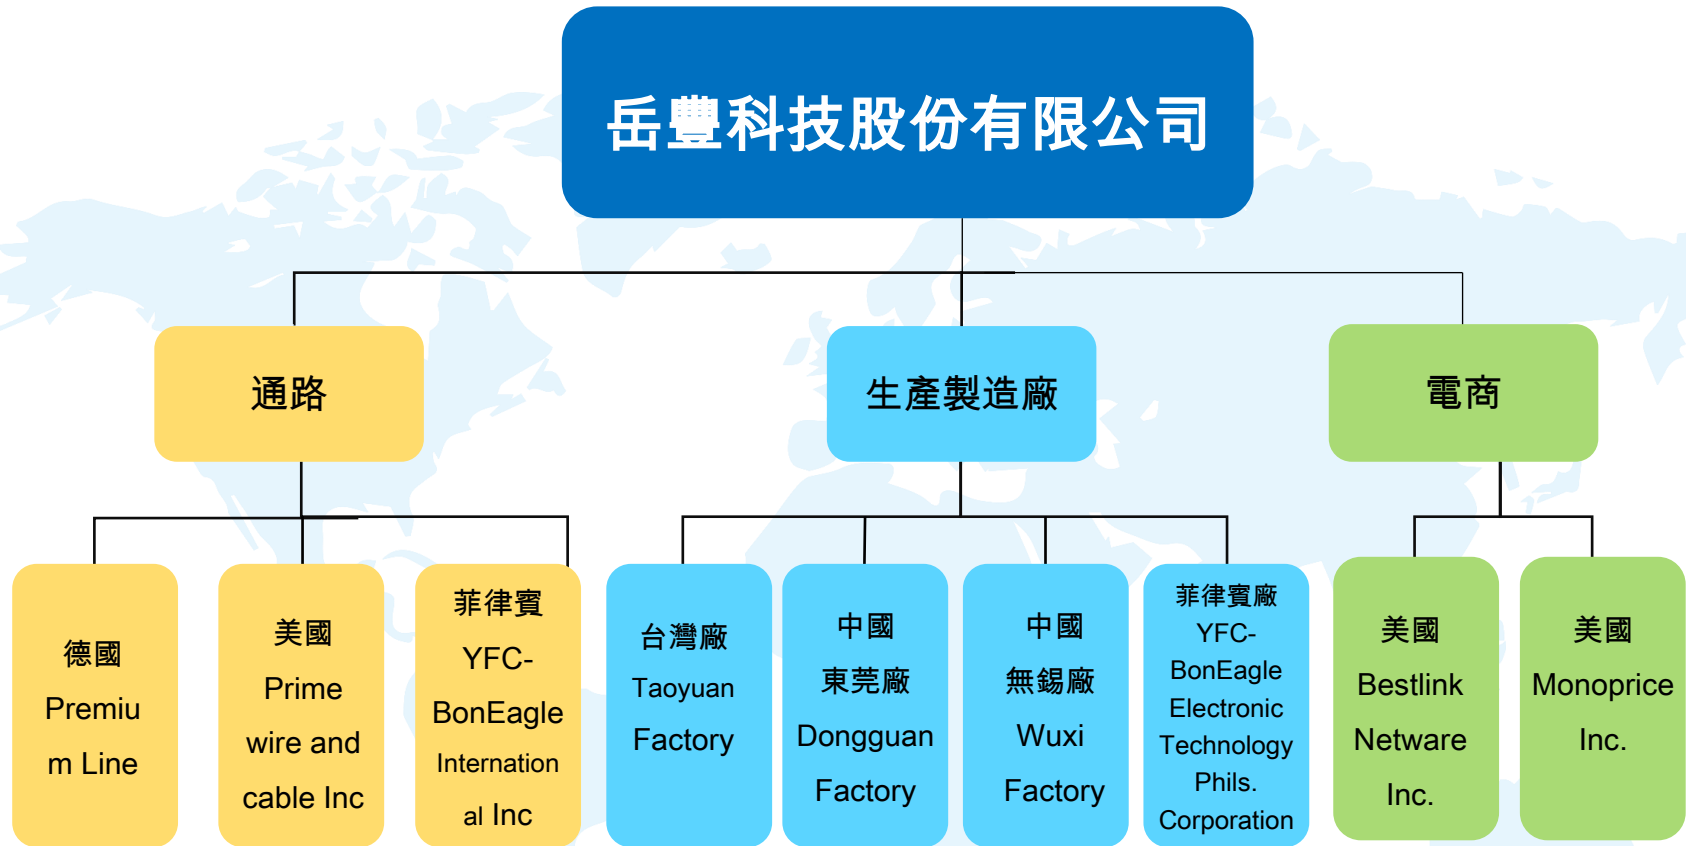 岳豐科技股份有限公司
通路
生產製造廠
電商
德國
Premiu
m Line
美國
Prime
wire and
cable Inc
菲律賓
YFC-
BonEagle
Internation
al Inc
台灣廠
Taoyuan
Factory
中國
東莞廠
Dongguan
Factory
中國
無錫廠
Wuxi
Factory
菲律賓廠
YFC-
BonEagle
Electronic
Technology
Phils.
Corporation
美國
Bestlink
Netware
Inc.
美國
Monoprice
Inc.